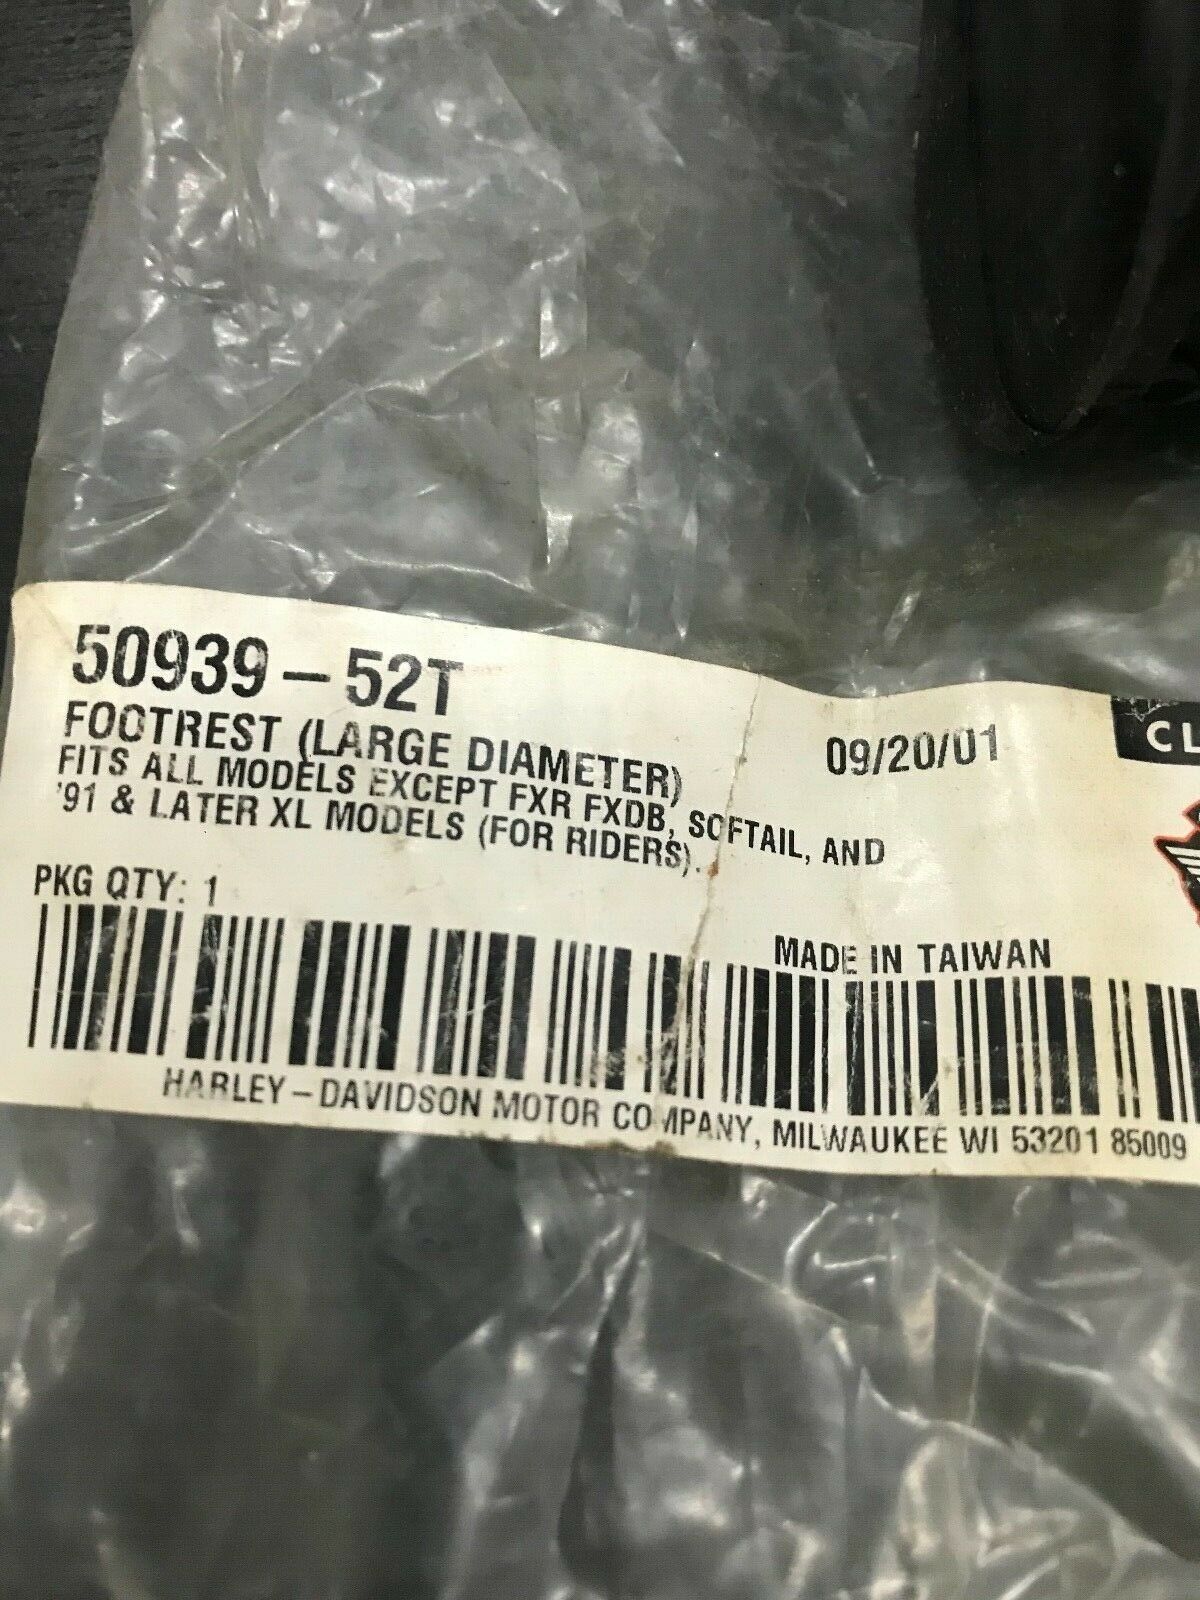 50939-52T
FOOTREST (LARGE DIAMETER)
09/20/01
FITS ALL MODELS EXCEPT FXR FXDB, SOFTAIL, AND
'91 & LATER XL MODELS (FOR RIDERS).
PKG QTY: 1
MADE IN TAIWAN
HARLEY-DAVIDSON MOTOR COMPANY, MILWAUKEE WI 53201 85009